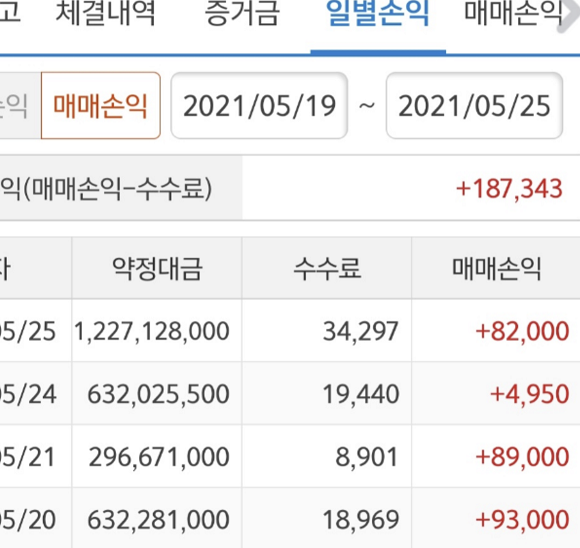 고 체결내역 증거금 일별손익 매매손익
손익 매매손익 2021/05/19 ~ 2021/05/25
익(매매손익-수수료) +187,343
자 약정대금 수수료 매매손익
05/25 1,227,128,000 34,297 +82,000
05/24 632,025,500 19,440 +4,950
05/21 296,671,000 8,901 +89,000
05/20 632,281,000 18,969 +93,000